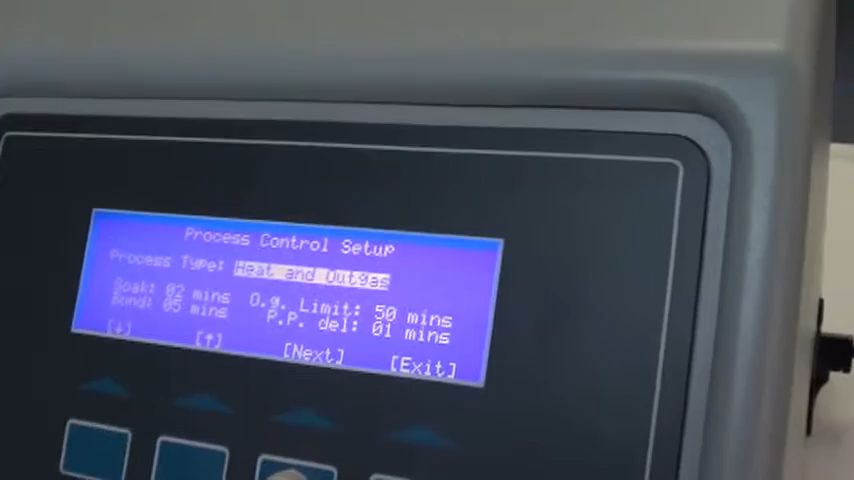 Process Control Setup
Process Type: Heat and Outgas
Soak: 02 mins O.g. Limit: 50 mins
Bond: 05 mins P.P. del: 01 mins
[↓] [↑] [Next] [Exit]